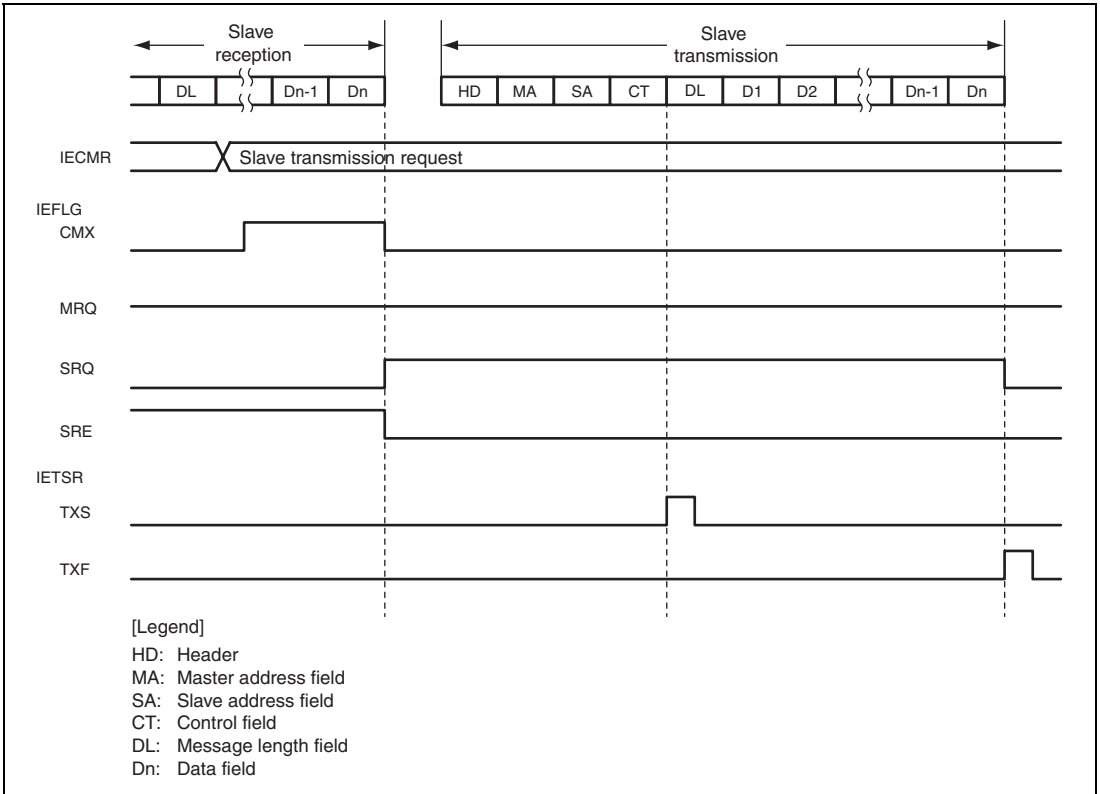 Slave
reception
Slave
transmission
DL Dn-1 Dn HD MA SA CT DL D1 D2 Dn-1 Dn
IECMR Slave transmission request
IEFLG
CMX
MRQ
SRQ
SRE
IETSR
TXS
TXF
[Legend]
HD: Header
MA: Master address field
SA: Slave address field
CT: Control field
DL: Message length field
Dn: Data field